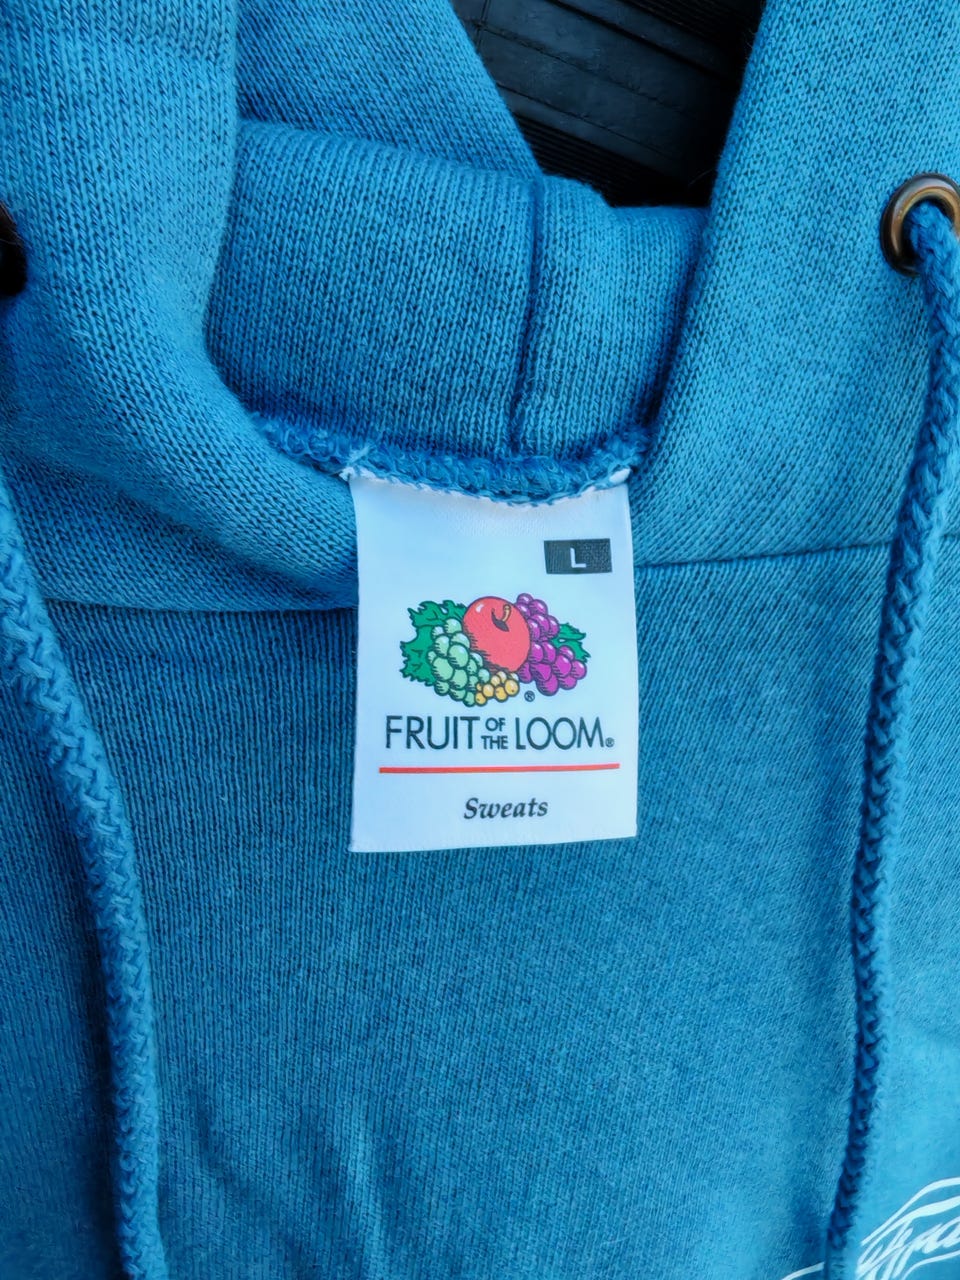 L
®
FRUIT OF THE LOOM®
Sweats